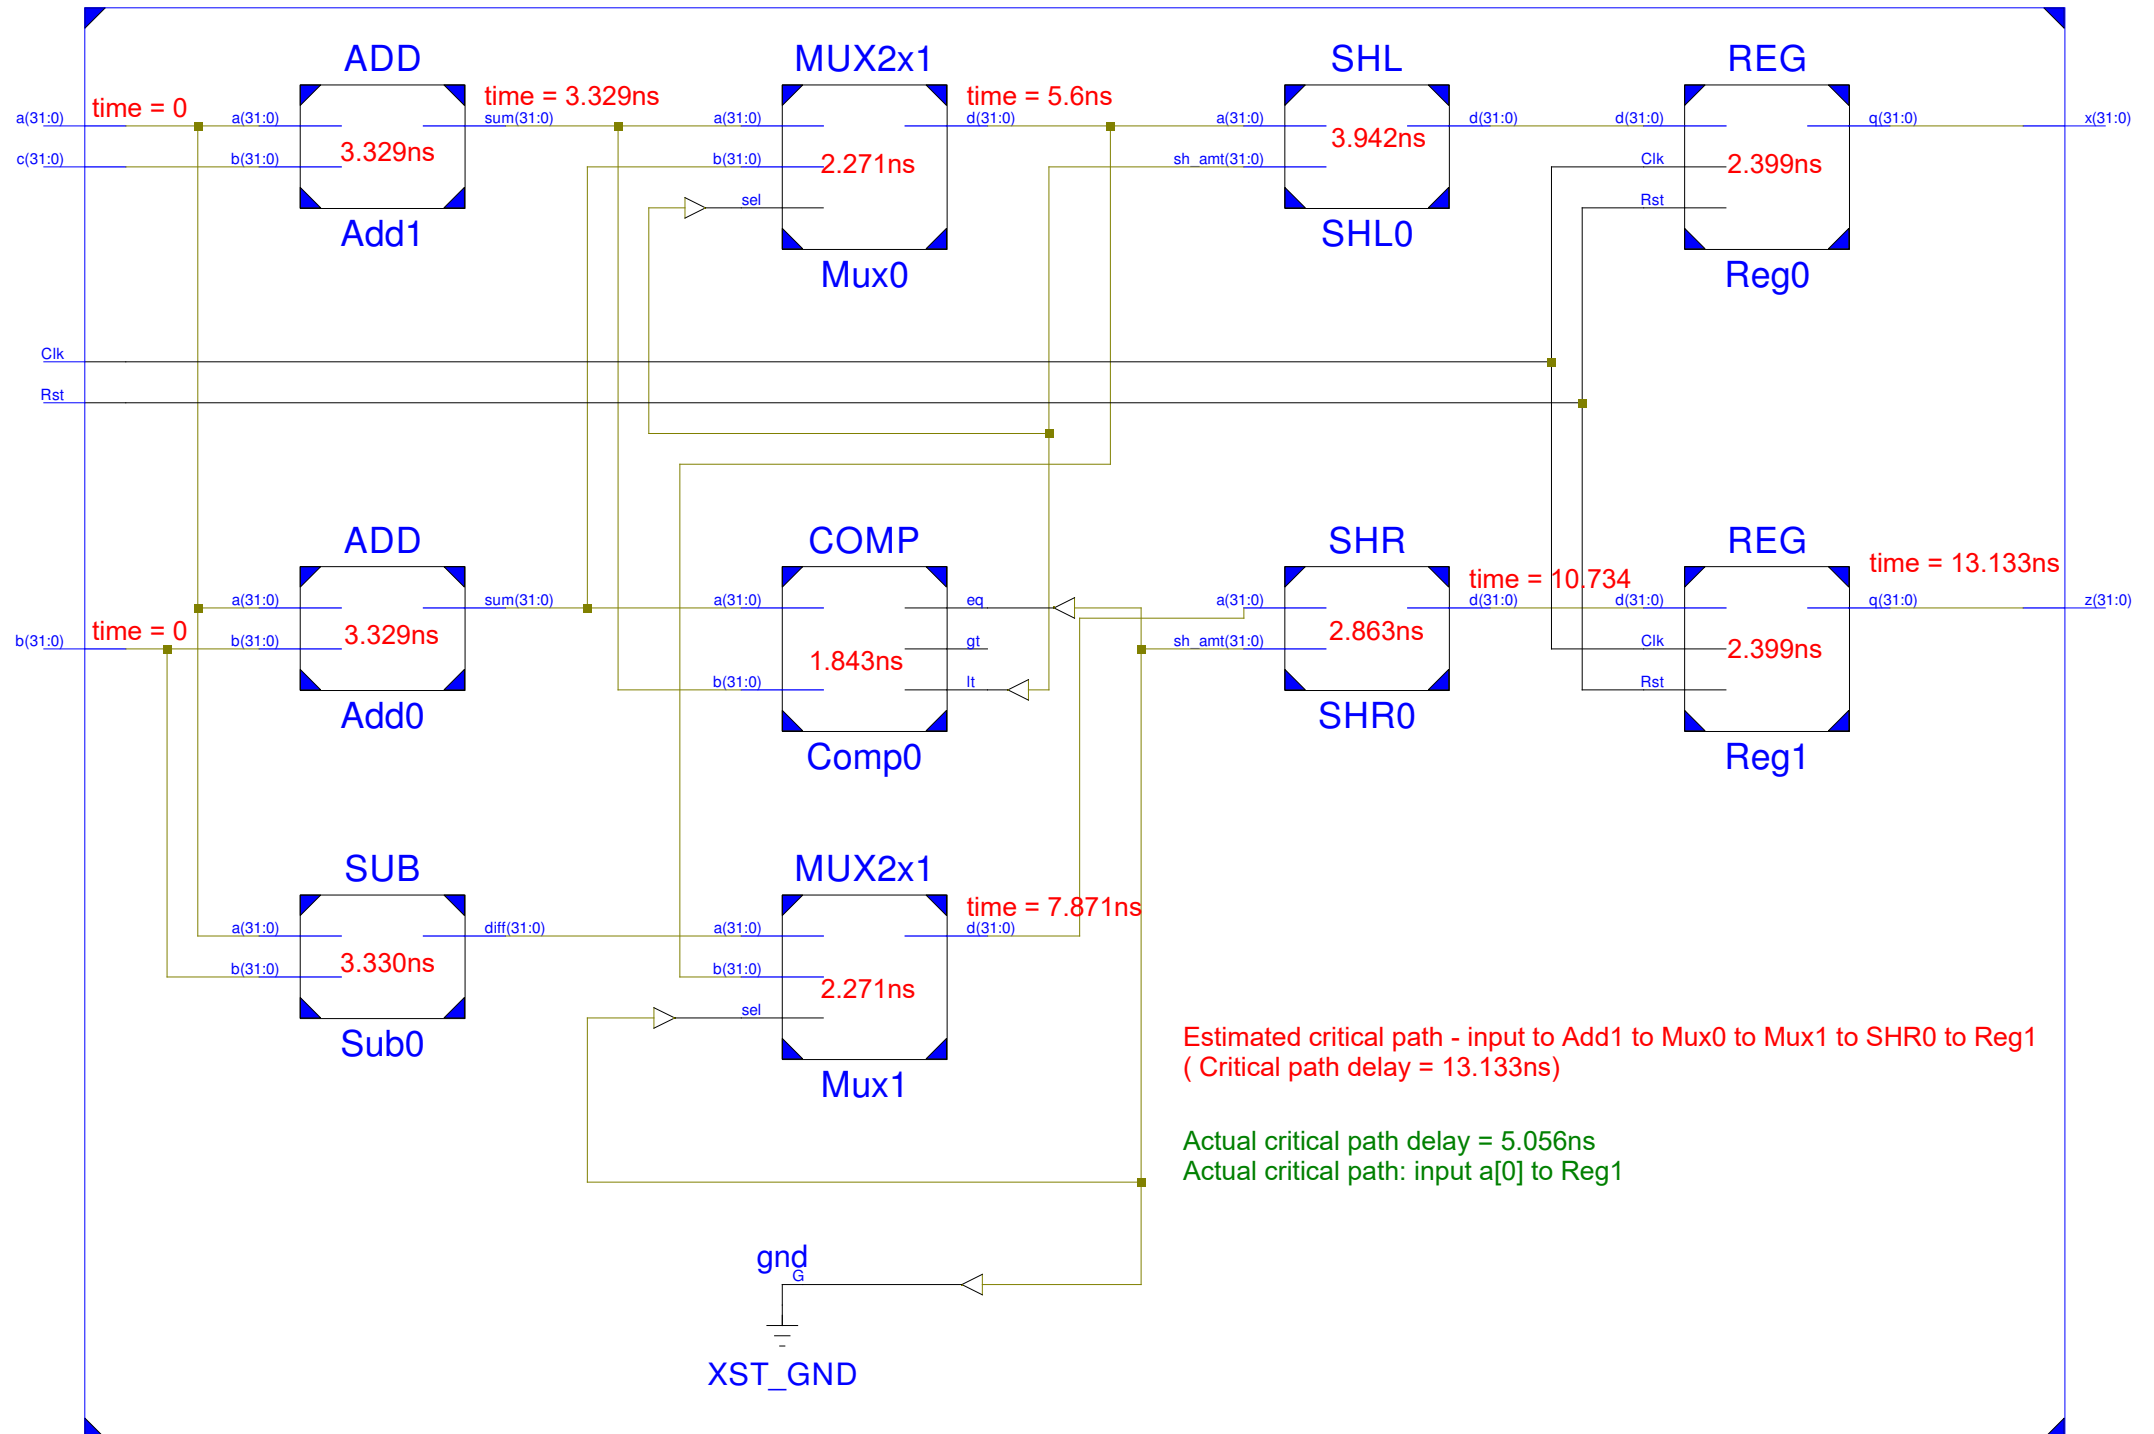 ADD
MUX2x1
SHL
REG
a(31:0)
time = 0
a(31:0)
time = 3.329ns
sum(31:0)
a(31:0)
time = 5.6ns
d(31:0)
a(31:0)
3.942ns
d(31:0)
d(31:0)
q(31:0)
x(31:0)
c(31:0)
b(31:0)
3.329ns
b(31:0)
2.271ns
sh_amt(31:0)
Clk
2.399ns
sel
Rst
Add1
Mux0
SHL0
Reg0
Clk
Rst
ADD
COMP
SHR
REG
a(31:0)
sum(31:0)
a(31:0)
eq
a(31:0)
time = 10.734
d(31:0)
d(31:0)
time = 13.133ns
q(31:0)
z(31:0)
b(31:0)
time = 0
b(31:0)
3.329ns
1.843ns
gt
sh_amt(31:0)
2.863ns
Clk
2.399ns
b(31:0)
lt
Rst
Add0
Comp0
SHR0
Reg1
SUB
MUX2x1
a(31:0)
diff(31:0)
a(31:0)
time = 7.871ns
d(31:0)
b(31:0)
3.330ns
b(31:0)
2.271ns
sel
Sub0
Mux1
Estimated critical path - input to Add1 to Mux0 to Mux1 to SHR0 to Reg1
( Critical path delay = 13.133ns)
Actual critical path delay = 5.056ns
Actual critical path: input a[0] to Reg1
gnd
G
XST_GND